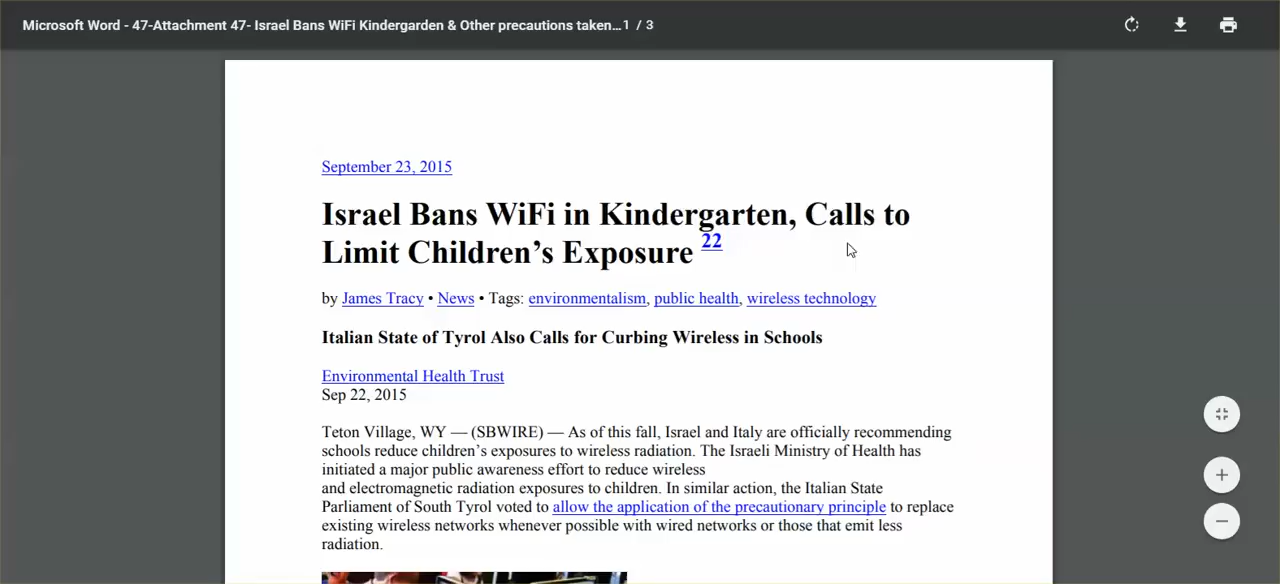 Microsoft Word - 47-Attachment 47- Israel Bans WiFi Kindergarden & Other precautions taken... 1 / 3
September 23, 2015
Israel Bans WiFi in Kindergarten, Calls to
Limit Children’s Exposure 22
by James Tracy • News • Tags: environmentalism, public health, wireless technology
Italian State of Tyrol Also Calls for Curbing Wireless in Schools
Environmental Health Trust
Sep 22, 2015
Teton Village, WY — (SBWIRE) — As of this fall, Israel and Italy are officially recommending
schools reduce children’s exposures to wireless radiation. The Israeli Ministry of Health has
initiated a major public awareness effort to reduce wireless
and electromagnetic radiation exposures to children. In similar action, the Italian State
Parliament of South Tyrol voted to allow the application of the precautionary principle to replace
existing wireless networks whenever possible with wired networks or those that emit less
radiation.